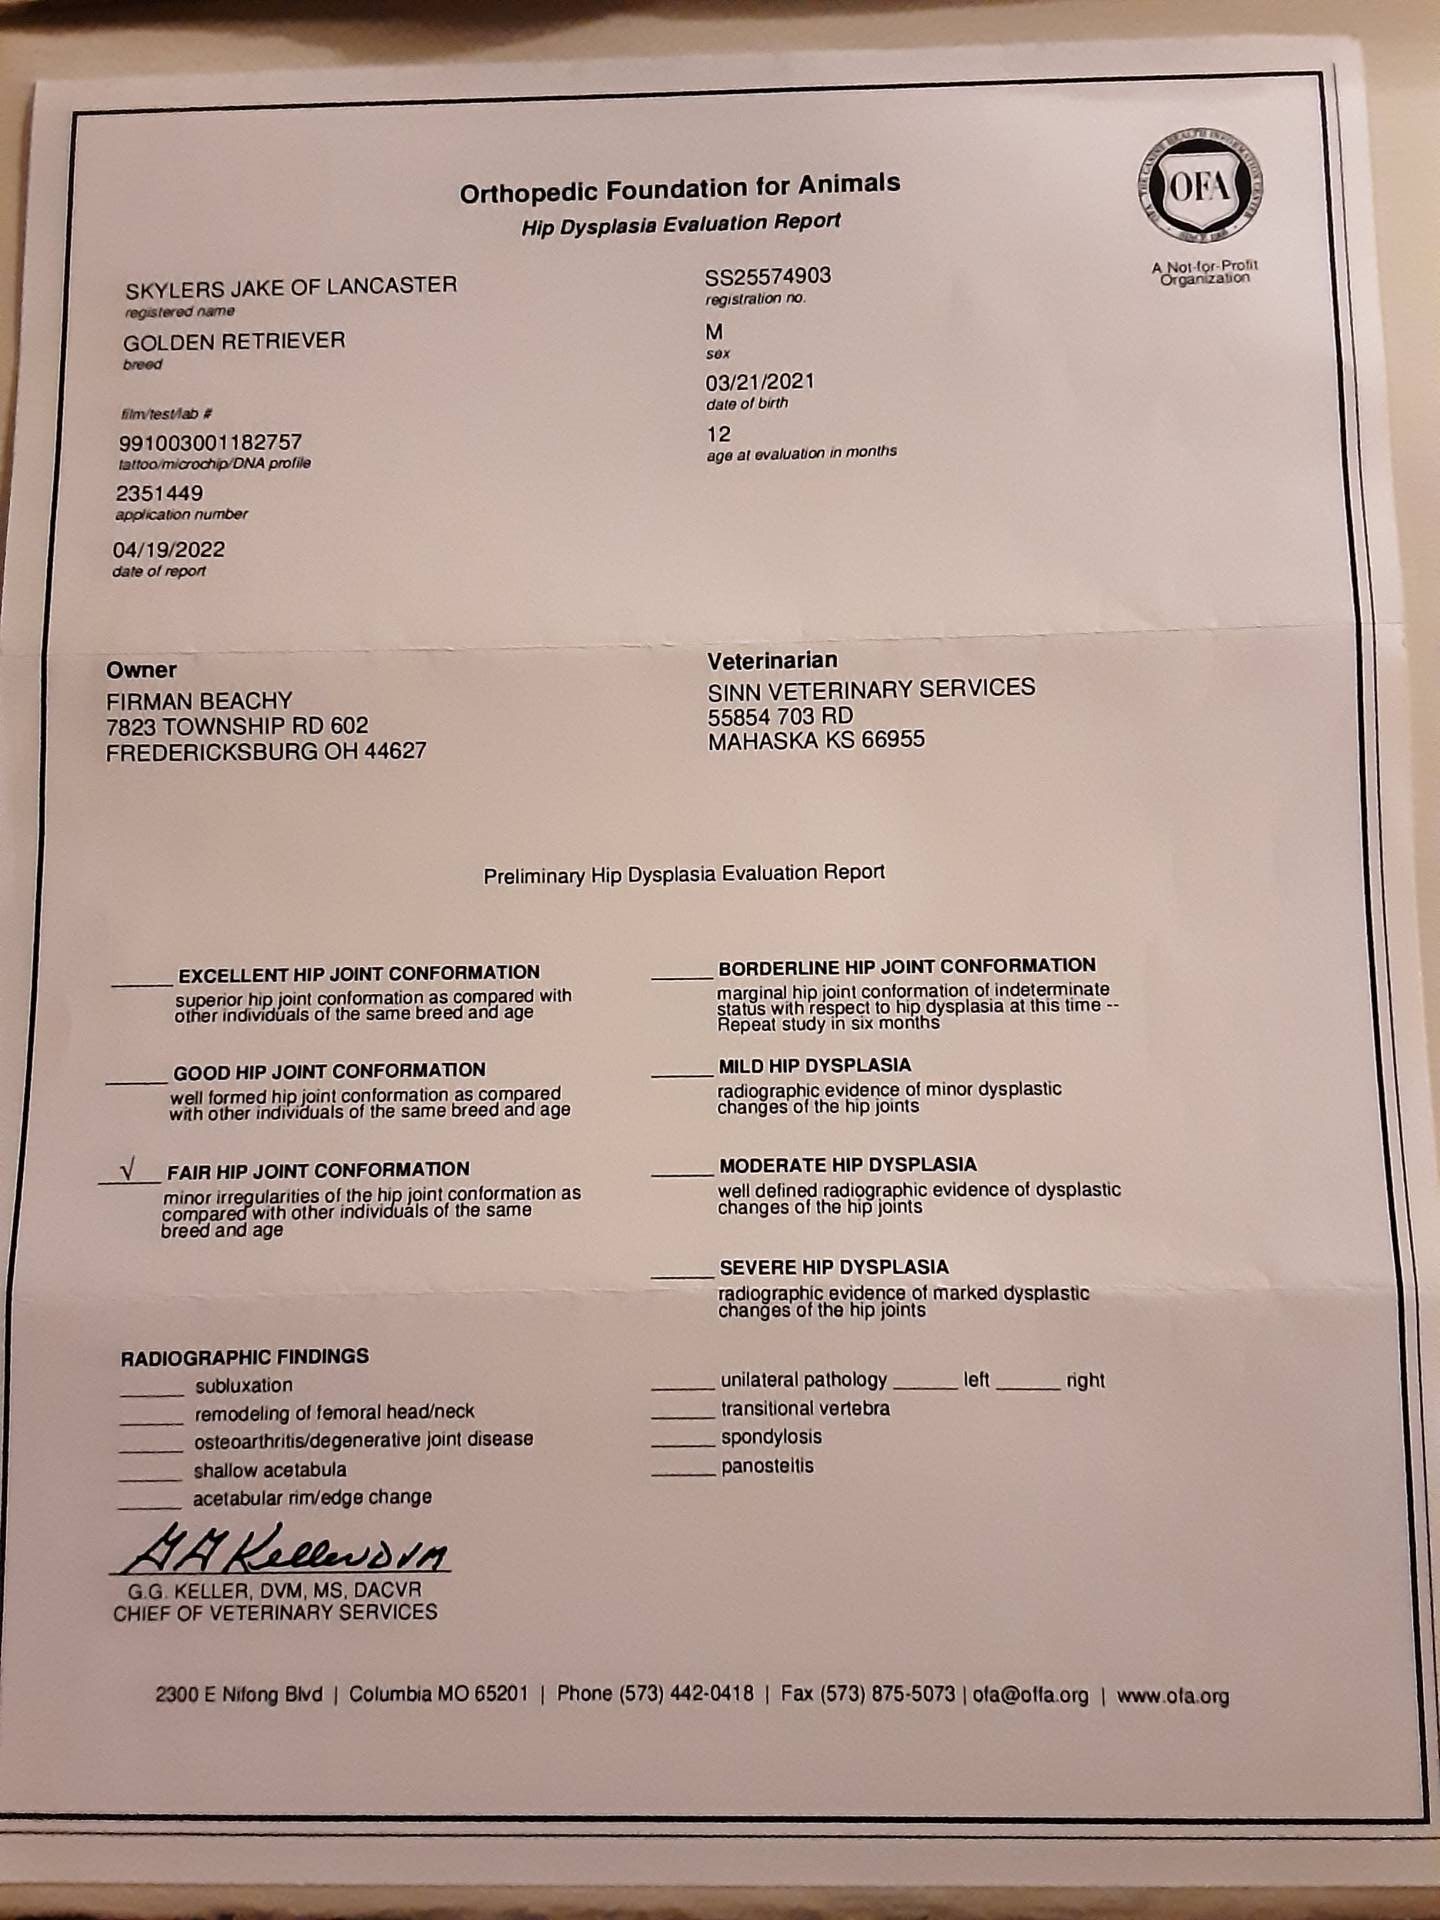 Orthopedic Foundation for Animals
Hip Dysplasia Evaluation Report
OFA
A Not-for-Profit
Organization
SKYLERS JAKE OF LANCASTER
registered name
GOLDEN RETRIEVER
breed
film/test/lab #
991003001182757
tattoo/microchip/DNA profile
2351449
application number
04/19/2022
date of report
SS25574903
registration no.
M
sex
03/21/2021
date of birth
12
age at evaluation in months
Owner
FIRMAN BEACHY
7823 TOWNSHIP RD 602
FREDERICKSBURG OH 44627
Veterinarian
SINN VETERINARY SERVICES
55854 703 RD
MAHASKA KS 66955
Preliminary Hip Dysplasia Evaluation Report
EXCELLENT HIP JOINT CONFORMATION
superior hip joint conformation as compared with
other individuals of the same breed and age
GOOD HIP JOINT CONFORMATION
well formed hip joint conformation as compared
with other individuals of the same breed and age
√ FAIR HIP JOINT CONFORMATION
minor irregularities of the hip joint conformation as
compared with other individuals of the same
breed and age
BORDERLINE HIP JOINT CONFORMATION
marginal hip joint conformation of indeterminate
status with respect to hip dysplasia at this time --
Repeat study in six months
MILD HIP DYSPLASIA
radiographic evidence of minor dysplastic
changes of the hip joints
MODERATE HIP DYSPLASIA
well defined radiographic evidence of dysplastic
changes of the hip joints
SEVERE HIP DYSPLASIA
radiographic evidence of marked dysplastic
changes of the hip joints
RADIOGRAPHIC FINDINGS
subluxation
remodeling of femoral head/neck
osteoarthritis/degenerative joint disease
shallow acetabula
acetabular rim/edge change
unilateral pathology left right
transitional vertebra
spondylosis
panosteitis
GG Keller DVM
G.G. KELLER, DVM, MS, DACVR
CHIEF OF VETERINARY SERVICES
2300 E Nifong Blvd | Columbia MO 65201 | Phone (573) 442-0418 | Fax (573) 875-5073 | ofa@offa.org | www.ofa.org